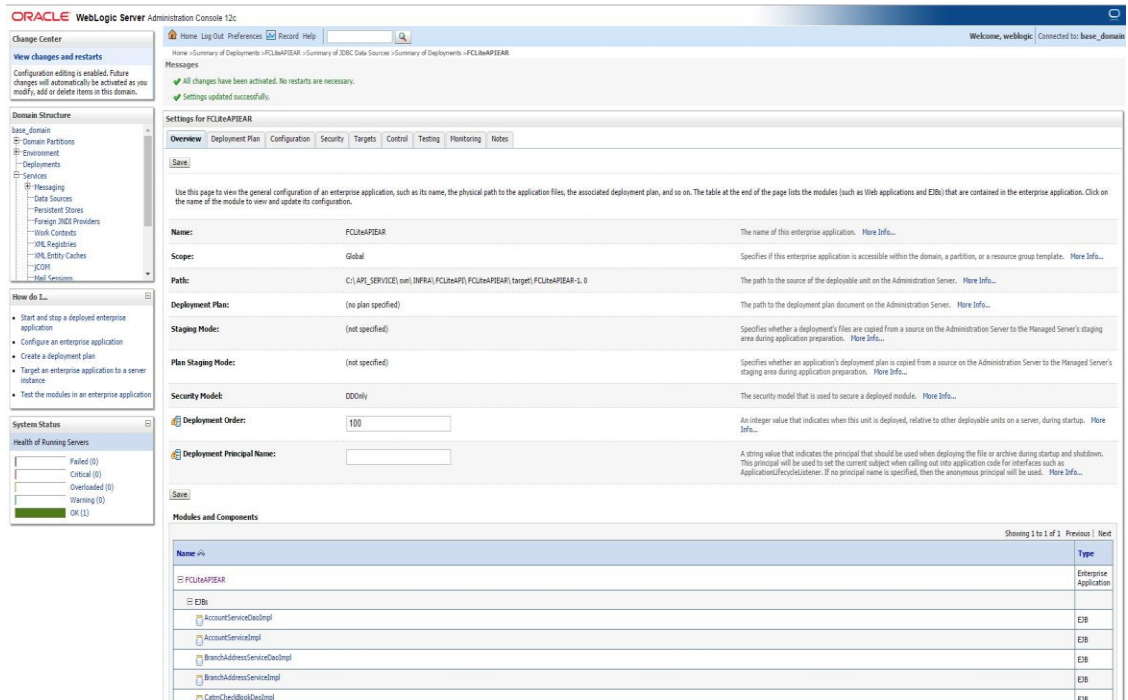 ORACLE WebLogic Server Administration Console 12c
Change Center
View changes and restarts
Configuration editing is enabled. Future
changes will automatically be activated as you
modify, add or delete items in this domain.
Domain Structure
base_domain
Domain Partitions
Environment
Deployments
Services
Messaging
Data Sources
Persistent Stores
Foreign JNDI Providers
Work Contexts
XML Registries
XML Entity Caches
jCOM
Mail Sessions
How do I...
Start and stop a deployed enterprise
application
Configure an enterprise application
Create a deployment plan
Target an enterprise application to a server
instance
Test the modules in an enterprise application
System Status
Health of Running Servers
Failed (0)
Critical (0)
Overloaded (0)
Warning (0)
OK (1)
Home Log Out Preferences Record Help
Welcome, weblogic Connected to: base_domain
Home >Summary of Deployments >FCLiteAPIEAR >Summary of JDBC Data Sources >Summary of Deployments >FCLiteAPIEAR
Messages
All changes have been activated. No restarts are necessary.
Settings updated successfully.
Settings for FCLiteAPIEAR
Overview Deployment Plan Configuration Security Targets Control Testing Monitoring Notes
Save
Use this page to view the general configuration of an enterprise application, such as its name, the physical path to the application files, the associated deployment plan, and so on. The table at the end of the page lists the modules (such as Web applications and EJBs) that are contained in the enterprise application. Click on
the name of the module to view and update its configuration.
Name: FCLiteAPIEAR The name of this enterprise application. More Info...
Scope: Global Specifies if this enterprise application is accessible within the domain, a partition, or a resource group template. More Info...
Path: C:\ API_SERVICE\ svn\ INFRA\ FCLiteAPI\ FCLiteAPIEAR\ target\ FCLiteAPIEAR-1. 0 The path to the source of the deployable unit on the Administration Server. More Info...
Deployment Plan: (no plan specified) The path to the deployment plan document on the Administration Server. More Info...
Staging Mode: (not specified) Specifies whether a deployment's files are copied from a source on the Administration Server to the Managed Server's staging
area during application preparation. More Info...
Plan Staging Mode: (not specified) Specifies whether an application's deployment plan is copied from a source on the Administration Server to the Managed Server's
staging area during application preparation. More Info...
Security Model: DDOnly The security model that is used to secure a deployed module. More Info...
Deployment Order: 100 An integer value that indicates when this unit is deployed, relative to other deployable units on a server, during startup. More
Info...
Deployment Principal Name: A string value that indicates the principal that should be used when deploying the file or archive during startup and shutdown.
This principal will be used to set the current subject when calling out into application code for interfaces such as
ApplicationLifecycleListener. If no principal name is specified, then the anonymous principal will be used. More Info...
Save
Modules and Components
Showing 1 to 1 of 1 Previous | Next
Name Type
FCLiteAPIEAR Enterprise
Application
EJBs
AccountServiceDaoImpl EJB
AccountServiceImpl EJB
BranchAddressServiceDaoImpl EJB
BranchAddressServiceImpl EJB
CatmCheckBookDaoImpl EJB